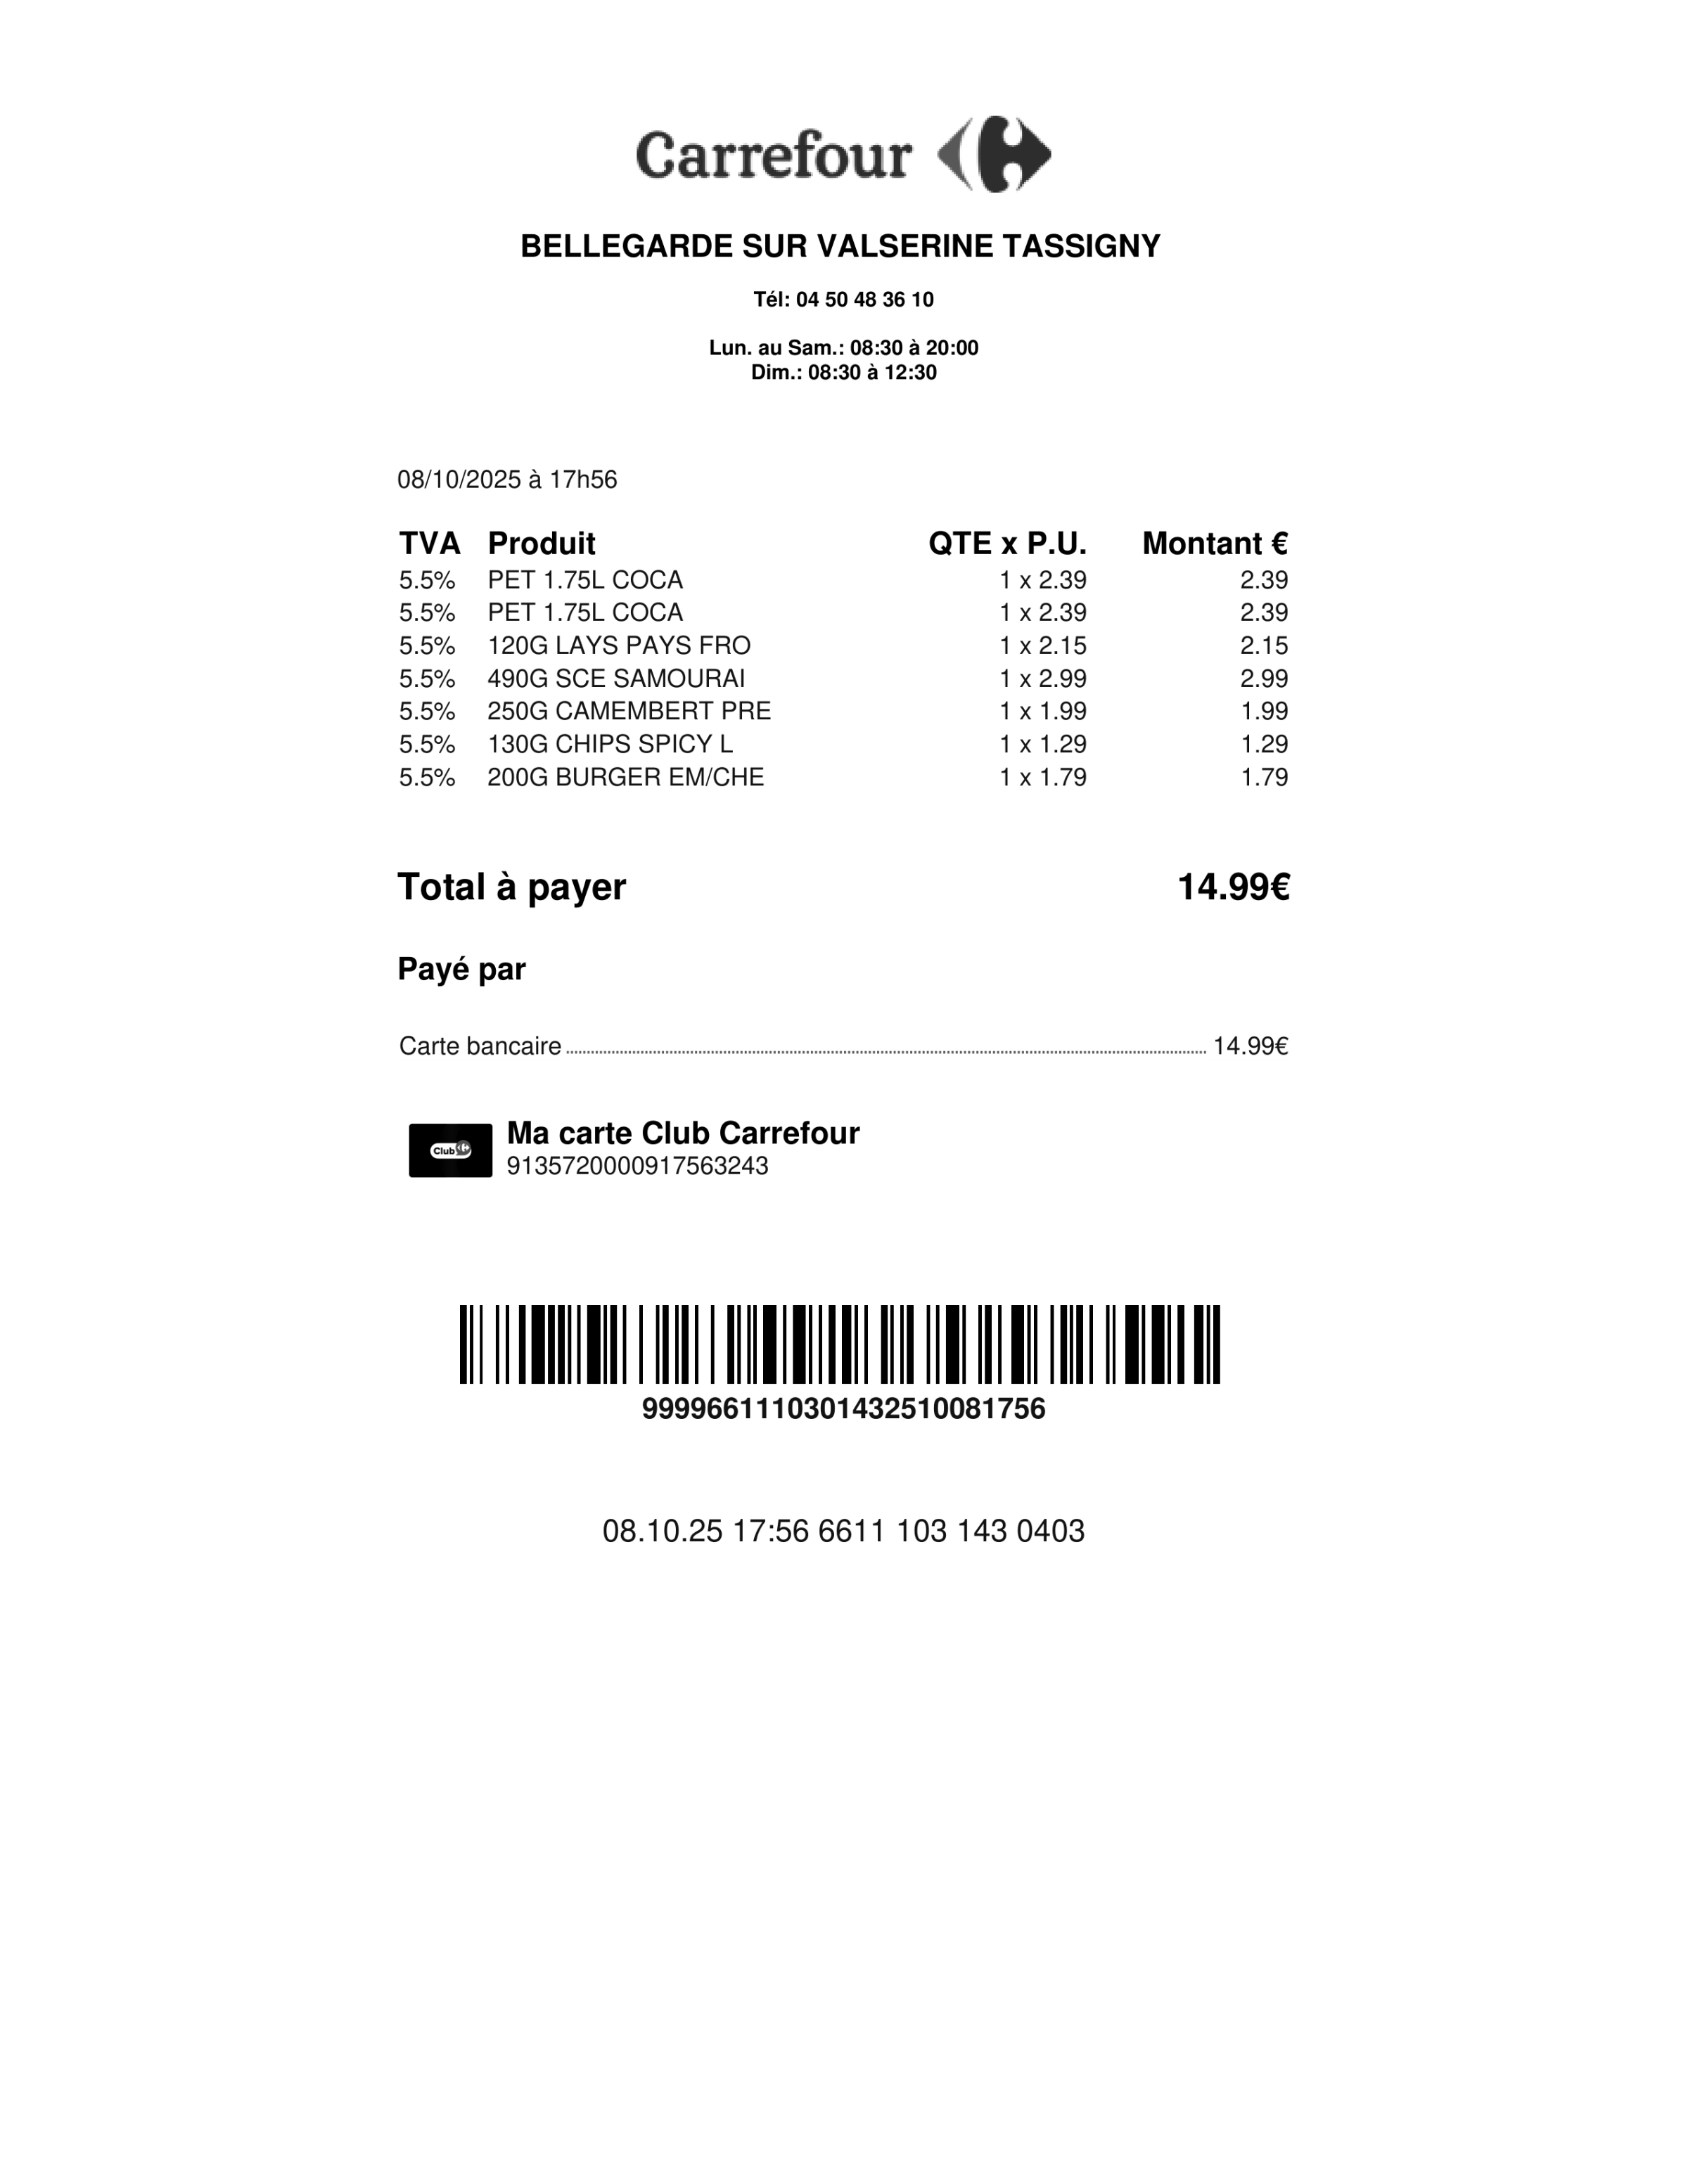 Carrefour
BELLEGARDE SUR VALSERINE TASSIGNY
Tél: 04 50 48 36 10
Lun. au Sam.: 08:30 à 20:00
Dim.: 08:30 à 12:30
08/10/2025 à 17h56
TVA Produit QTE x P.U. Montant €
5.5% PET 1.75L COCA 1 x 2.39 2.39
5.5% PET 1.75L COCA 1 x 2.39 2.39
5.5% 120G LAYS PAYS FRO 1 x 2.15 2.15
5.5% 490G SCE SAMOURAI 1 x 2.99 2.99
5.5% 250G CAMEMBERT PRE 1 x 1.99 1.99
5.5% 130G CHIPS SPICY L 1 x 1.29 1.29
5.5% 200G BURGER EM/CHE 1 x 1.79 1.79
Total à payer 14.99€
Payé par
Carte bancaire 14.99€
Club
Ma carte Club Carrefour
9135720000917563243
9999661110301432510081756
08.10.25 17:56 6611 103 143 0403